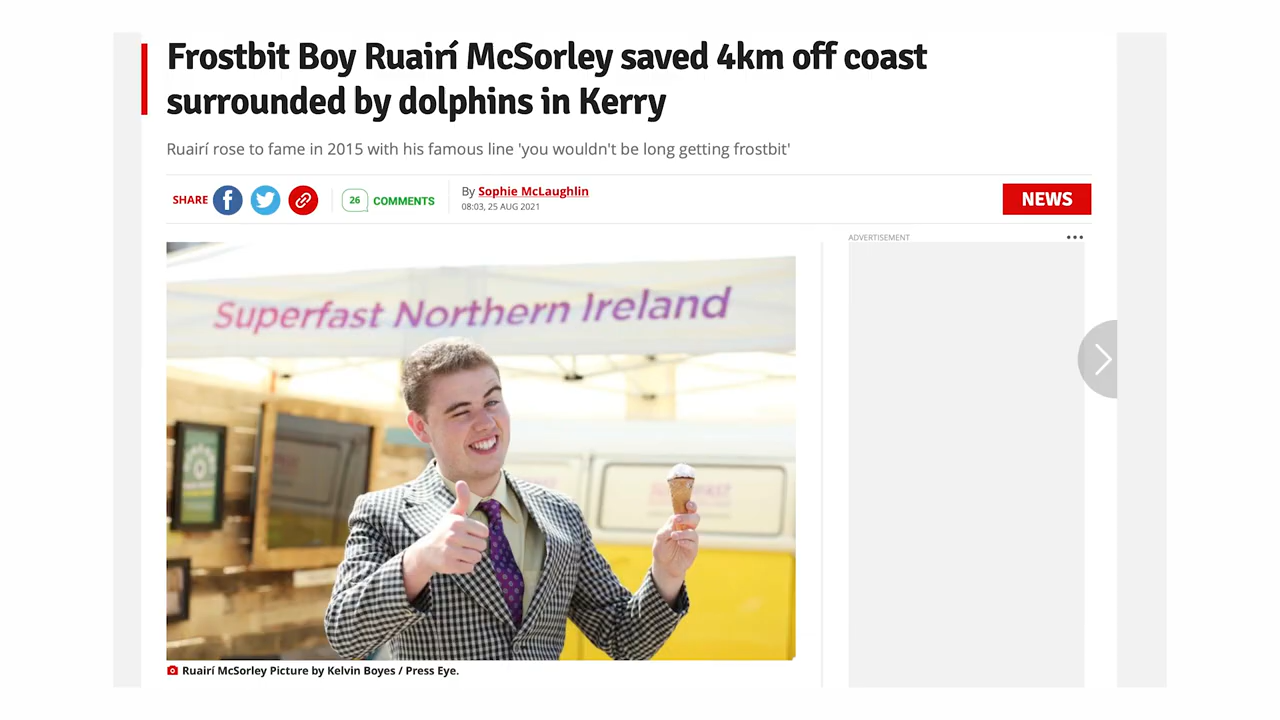 Frostbit Boy Ruairí McSorley saved 4km off coast
surrounded by dolphins in Kerry
Ruairí rose to fame in 2015 with his famous line 'you wouldn't be long getting frostbit'
SHARE
26 COMMENTS
By Sophie McLaughlin
08:03, 25 AUG 2021
NEWS
ADVERTISEMENT
Superfast Northern Ireland
Ruairí McSorley Picture by Kelvin Boyes / Press Eye.